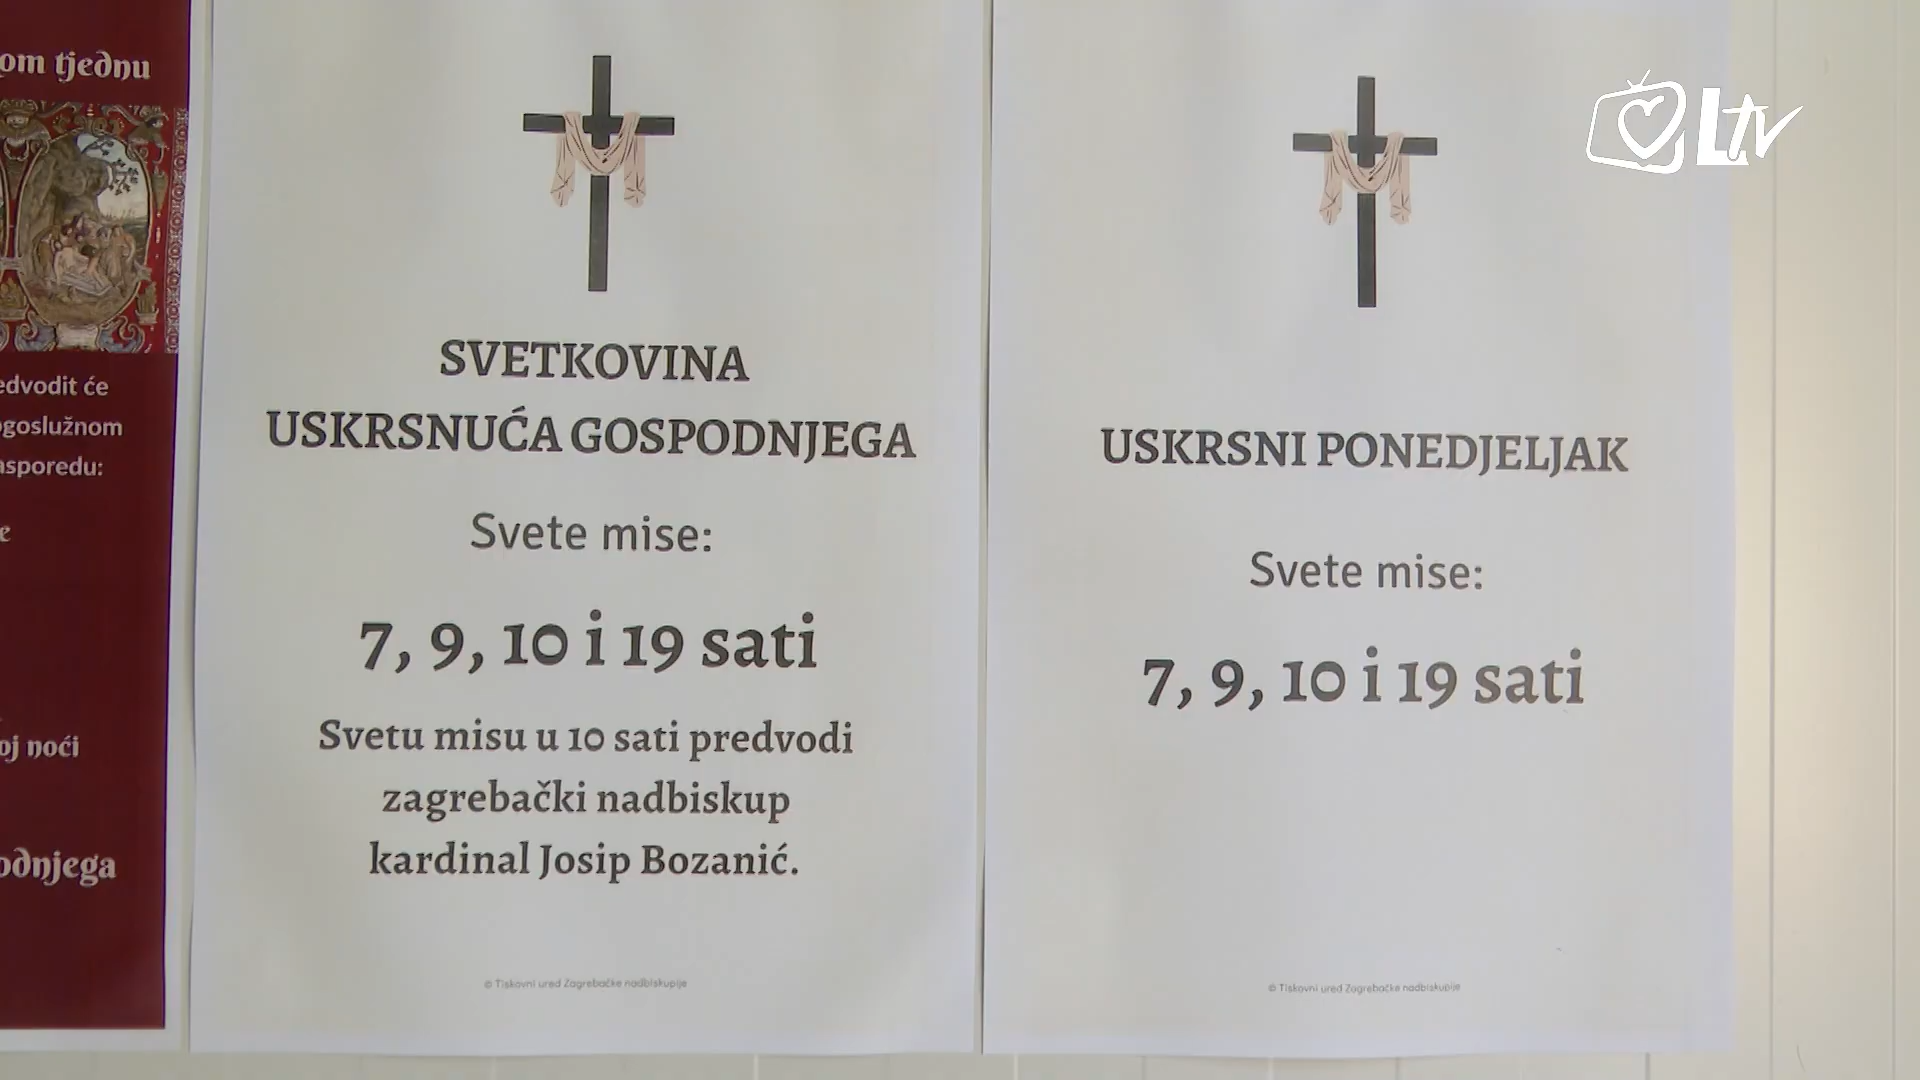 om tjednu
edvodit će
ogoslužnom
asporedu:
e
oj noći
odnjega
SVETKOVINA
USKRSNUĆA GOSPODNJEGA
Svete mise:
7, 9, 10 i 19 sati
Svetu misu u 10 sati predvodi
zagrebački nadbiskup
kardinal Josip Bozanić.
© Tiskovni ured Zagrebačke nadbiskupije
USKRSNI PONEDJELJAK
Svete mise:
7, 9, 10 i 19 sati
© Tiskovni ured Zagrebačke nadbiskupije
LTV